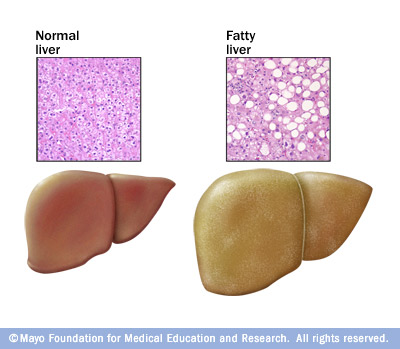 Normal
liver
Fatty
liver
©Mayo Foundation for Medical Education and Research. All rights reserved.